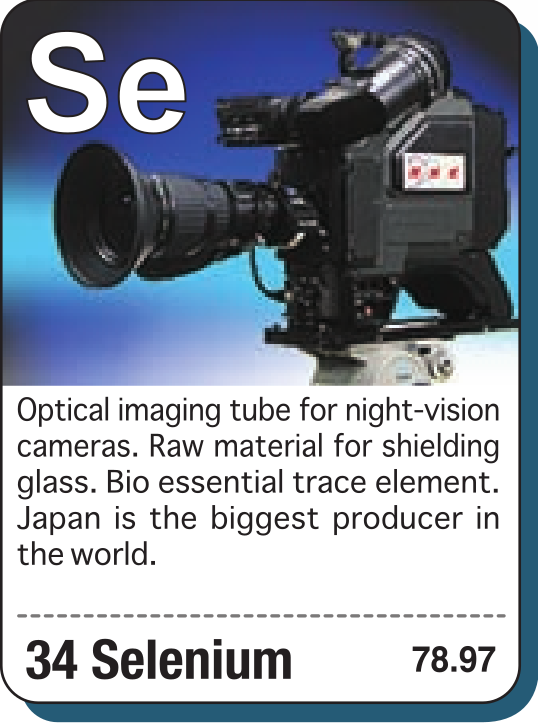 Se
Optical imaging tube for night-vision
cameras. Raw material for shielding
glass. Bio essential trace element.
Japan is the biggest producer in
the world.
34 Selenium
78.97